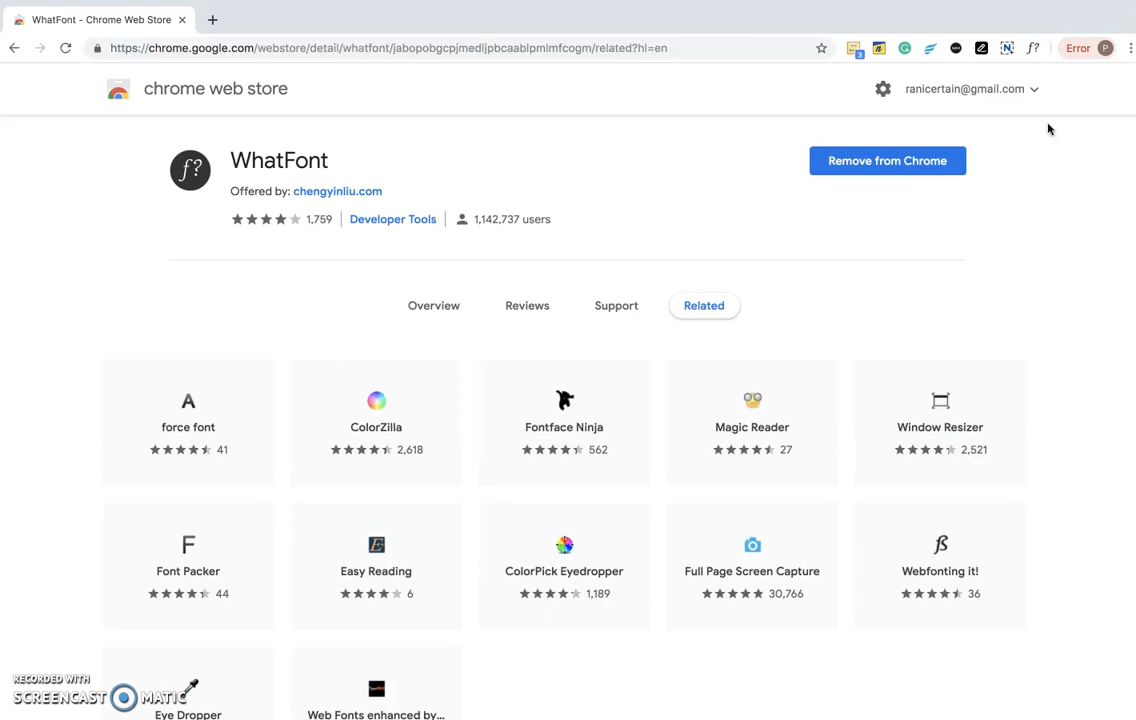 WhatFont - Chrome Web Store
https://chrome.google.com/webstore/detail/whatfont/jabopobgcpjmedljpbcaablpmlmfcogm/related?hl=en
3
f?
Error P
chrome web store
ranicertain@gmail.com
f?
WhatFont
Remove from Chrome
Offered by: chengyinliu.com
1,759 Developer Tools 1,142,737 users
Overview Reviews Support Related
A F
force font ColorZilla Fontface Ninja Magic Reader Window Resizer
41 2,618 562 27 2,521
F E ß
Font Packer Easy Reading ColorPick Eyedropper Full Page Screen Capture Webfonting it!
44 6 1,189 30,766 36
Eye Dropper Web Fonts enhanced by...
RECORDED WITH
SCREENCAST MATIC